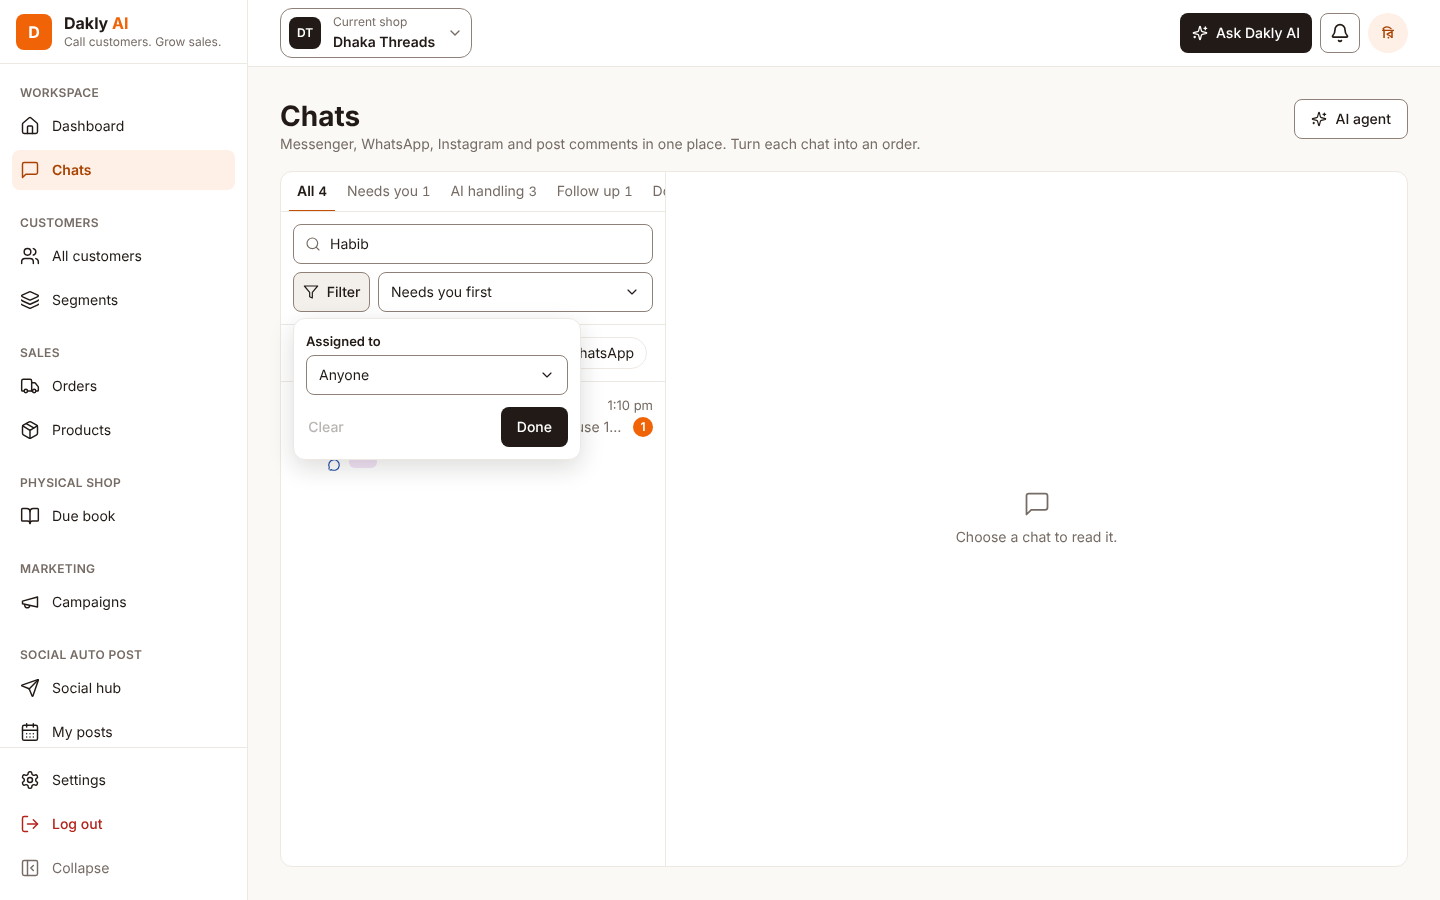 D
Dakly AI
Call customers. Grow sales.
DT
Current shop
Dhaka Threads
Ask Dakly AI
রি
WORKSPACE
Dashboard
Chats
CUSTOMERS
All customers
Segments
SALES
Orders
Products
PHYSICAL SHOP
Due book
MARKETING
Campaigns
SOCIAL AUTO POST
Social hub
My posts
Settings
Log out
Collapse
Chats
Messenger, WhatsApp, Instagram and post comments in one place. Turn each chat into an order.
AI agent
All 4 Needs you 1 AI handling 3 Follow up 1
Habib
Filter
Needs you first
hatsApp
Assigned to
Anyone
Clear
Done
1:10 pm
use 1... 1
Choose a chat to read it.